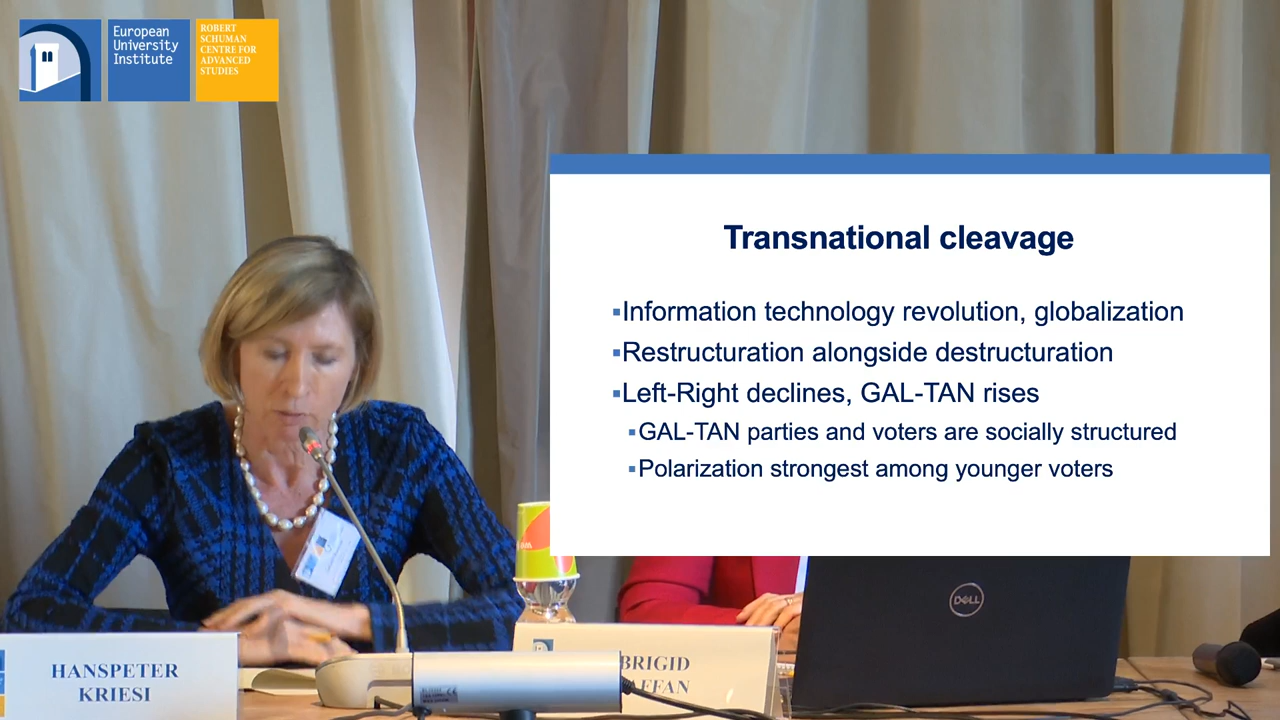 European
University
Institute
ROBERT
SCHUMAN
CENTRE FOR
ADVANCED
STUDIES
Transnational cleavage
▪Information technology revolution, globalization
▪Restructuration alongside destructuration
▪Left-Right declines, GAL-TAN rises
▪GAL-TAN parties and voters are socially structured
▪Polarization strongest among younger voters
DELL
HANSPETER
KRIESI
BRIGID
AFFAN